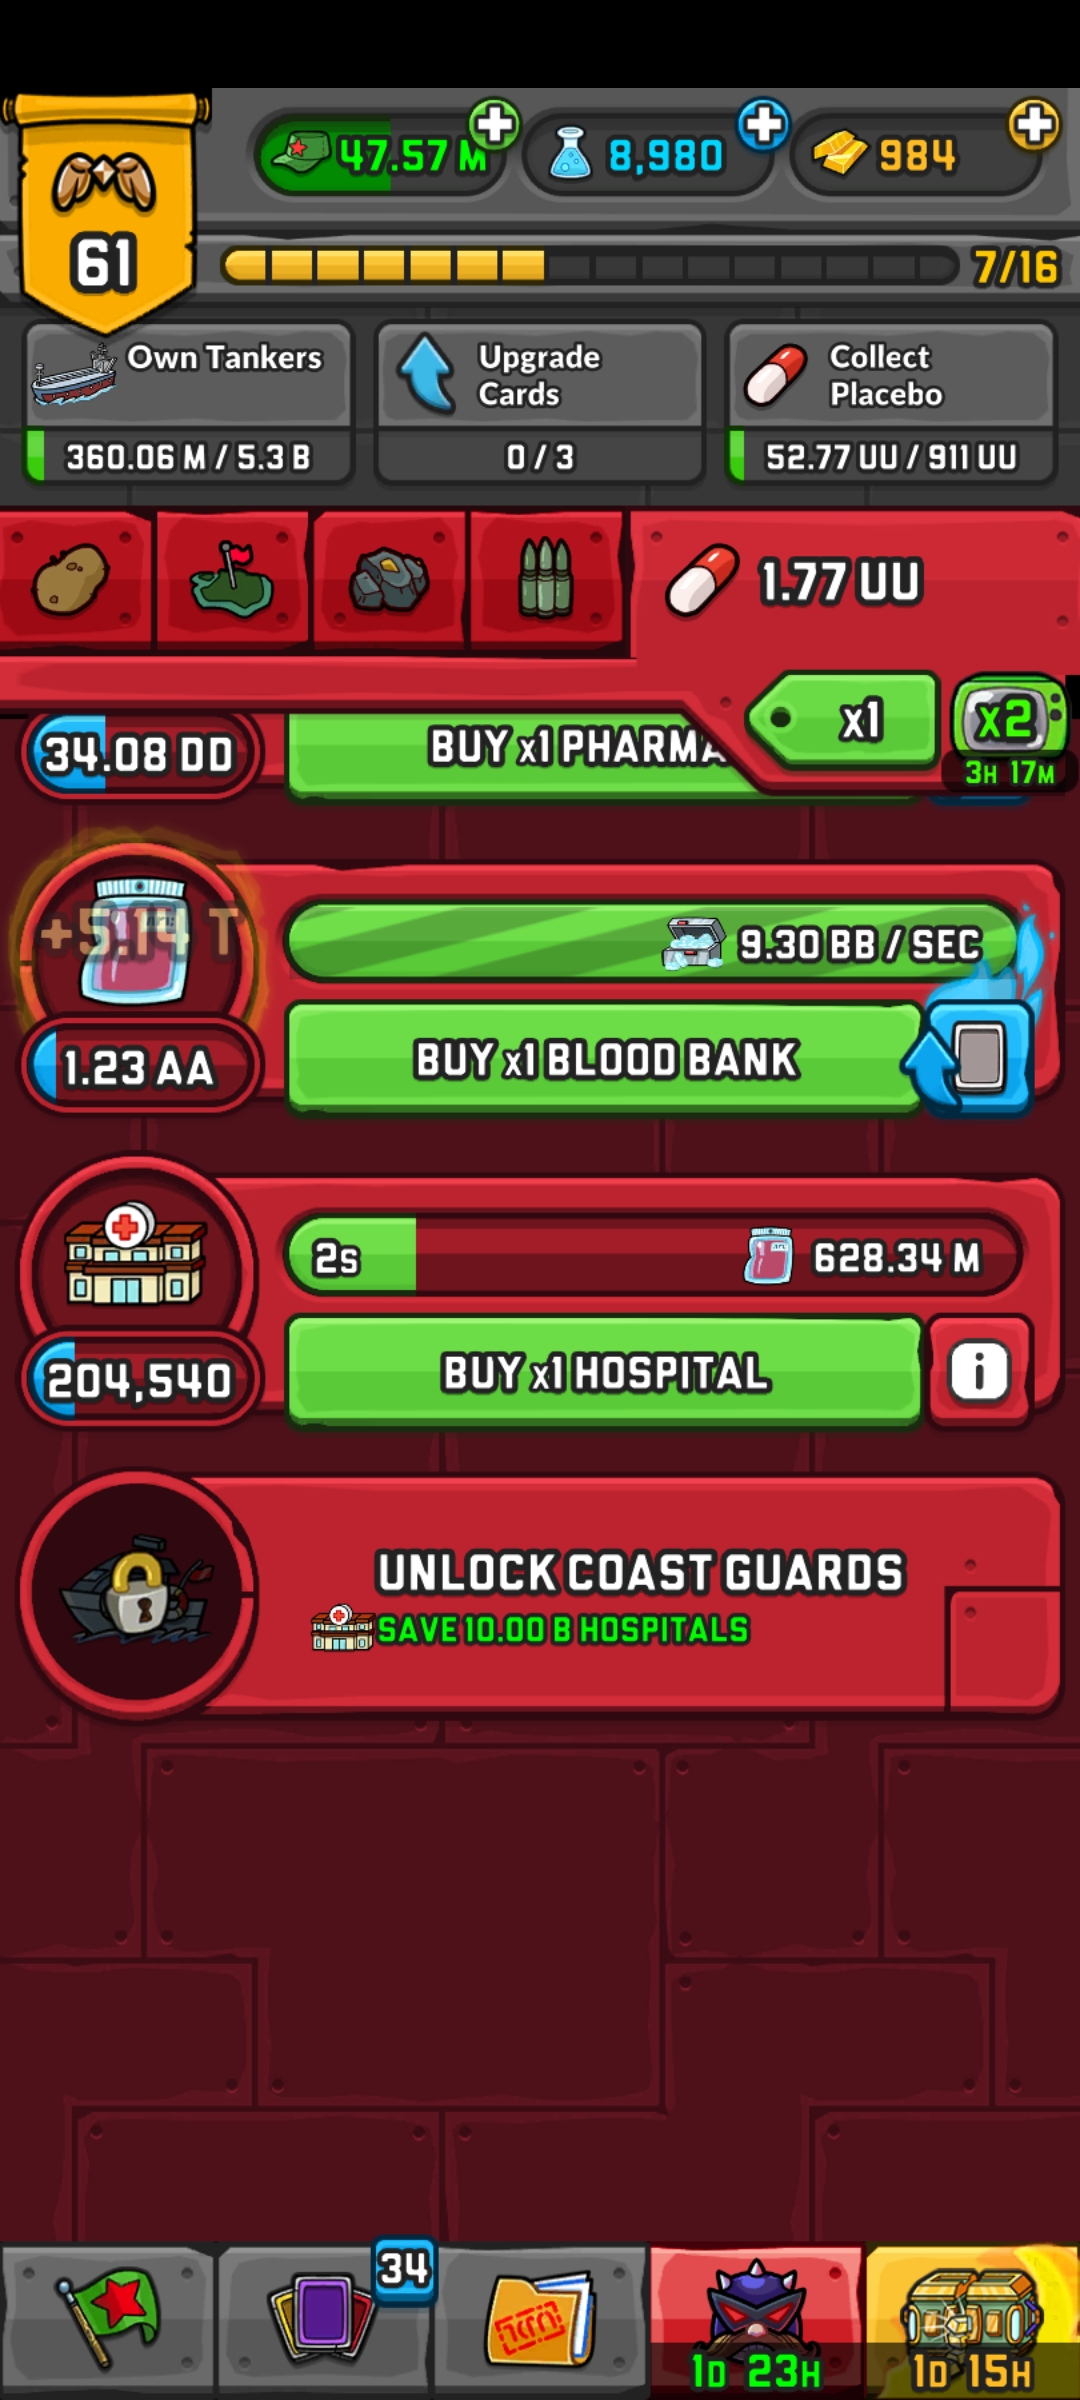 47.57 M
8,980
984
61
7/16
Own Tankers
360.06 M / 5.3 B
Upgrade
Cards
0 / 3
Collect
Placebo
52.77 UU / 911 UU
1.77 UU
x1
x2
3H 17M
34.08 DD
BUY x1 PHARMA
+5.14 T
9.30 BB / SEC
1.23 AA
BUY x1 BLOOD BANK
2s
628.34 M
204,540
BUY x1 HOSPITAL
i
UNLOCK COAST GUARDS
SAVE 10.00 B HOSPITALS
34
1D 23H
1D 15H